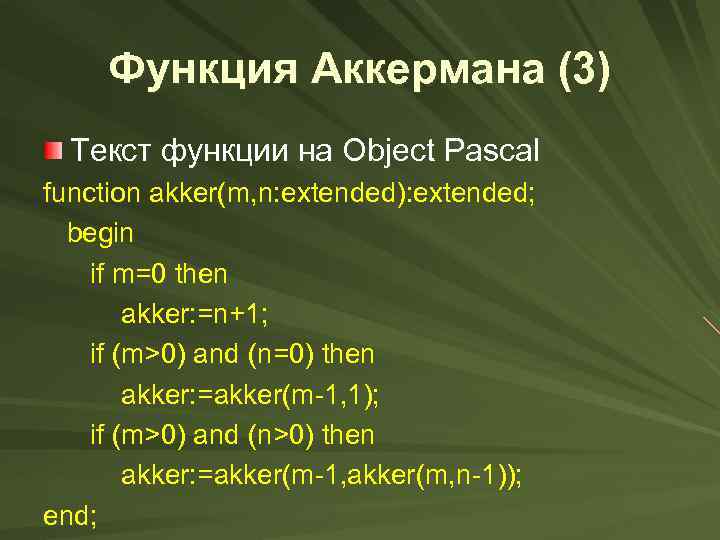 Функция Аккермана (3)
Текст функции на Object Pascal
function akker(m,n:extended):extended;
begin
if m=0 then
akker: =n+1;
if (m>0) and (n=0) then
akker: =akker(m-1, 1);
if (m>0) and (n>0) then
akker: =akker(m-1, akker(m, n-1));
end;